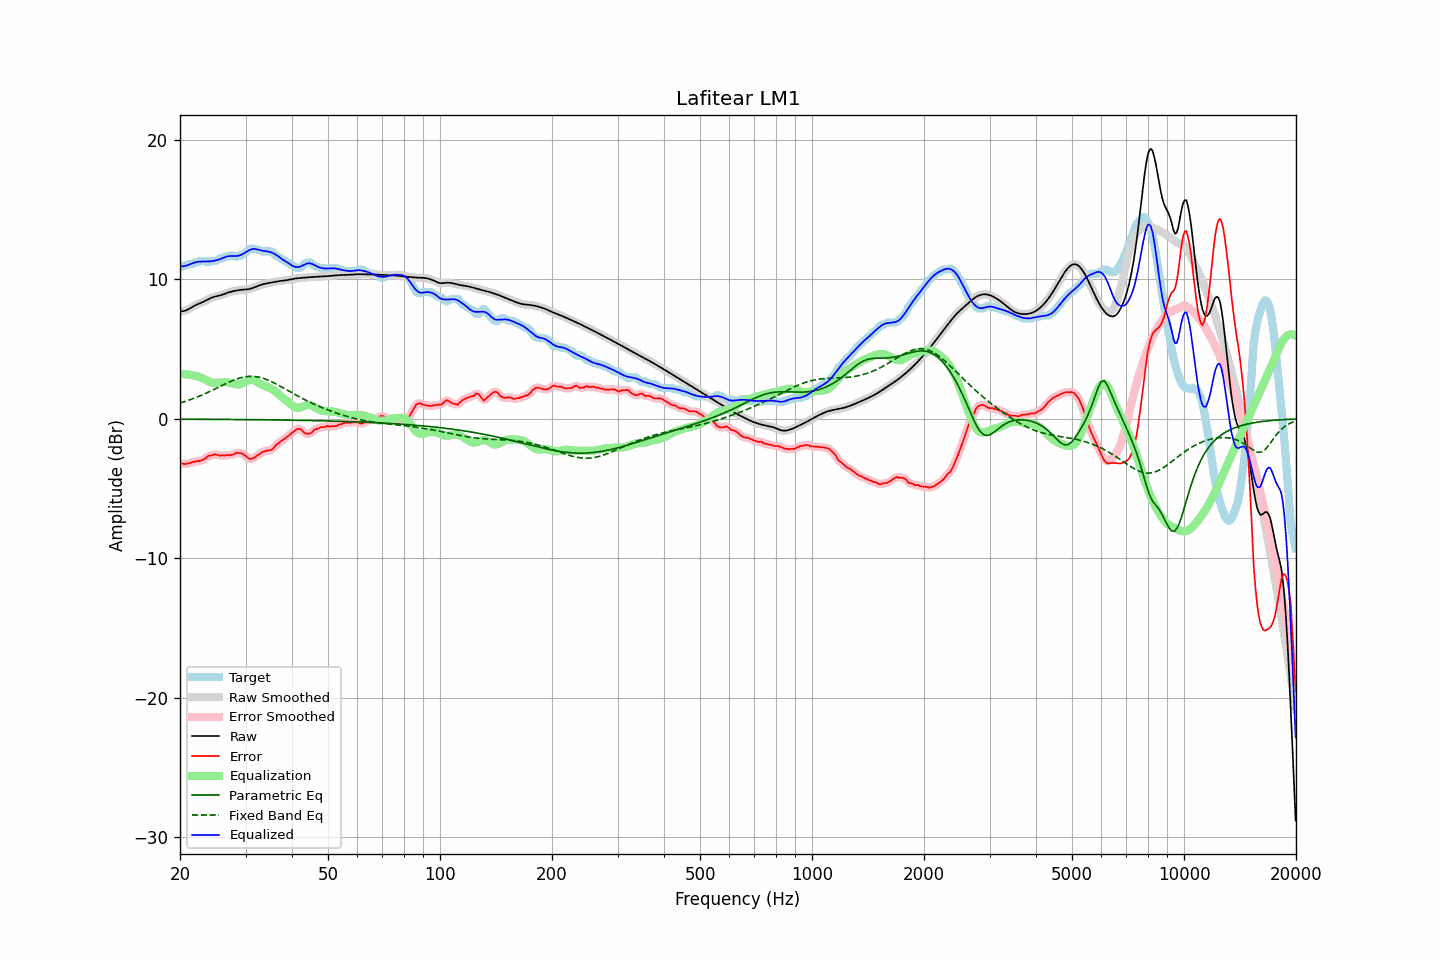 Lafitear LM1
20
10
0
−10
−20
−30
Amplitude (dBr)
Target
Raw Smoothed
Error Smoothed
Raw
Error
Equalization
Parametric Eq
Fixed Band Eq
Equalized
20
50
100
200
500
1000
2000
5000
10000
20000
Frequency (Hz)